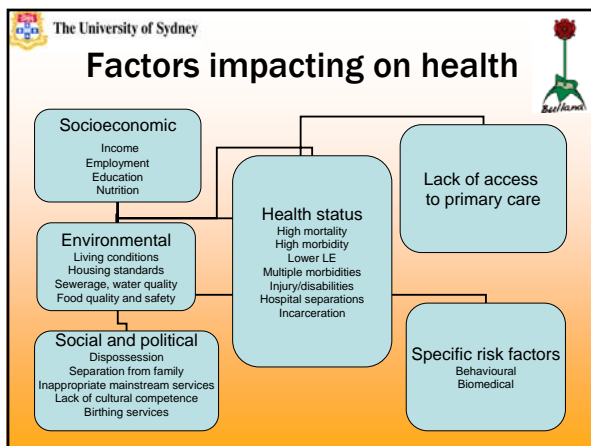 The University of Sydney
Factors impacting on health
Bullana
Socioeconomic
Income
Employment
Education
Nutrition
Environmental
Living conditions
Housing standards
Sewerage, water quality
Food quality and safety
Social and political
Dispossession
Separation from family
Inappropriate mainstream services
Lack of cultural competence
Birthing services
Health status
High mortality
High morbidity
Lower LE
Multiple morbidities
Injury/disabilities
Hospital separations
Incarceration
Lack of access
to primary care
Specific risk factors
Behavioural
Biomedical